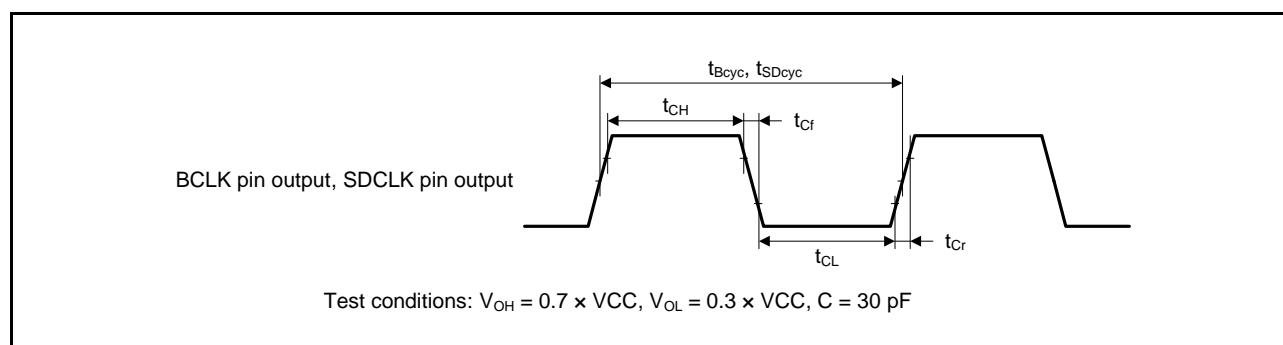 tBcyc, tSDcyc
tCH
tCf
BCLK pin output, SDCLK pin output
tCL
tCr
Test conditions: VOH = 0.7 × VCC, VOL = 0.3 × VCC, C = 30 pF